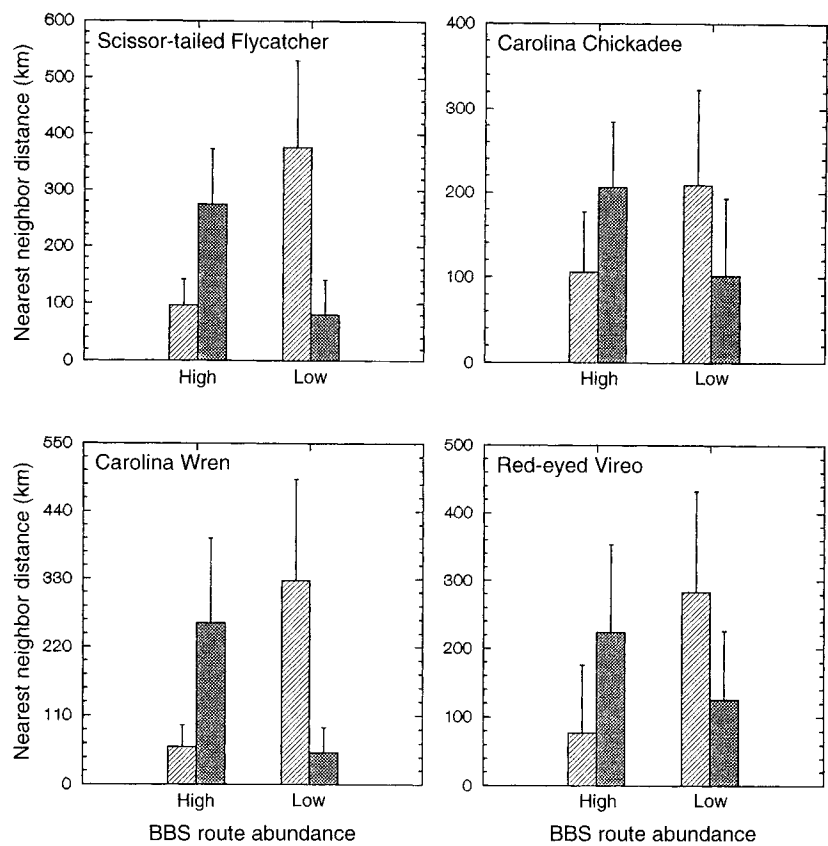 Scissor-tailed Flycatcher
Nearest neighbor distance (km)
600
500
400
300
200
100
0
High Low
Carolina Chickadee
400
300
200
100
0
High Low
Carolina Wren
Nearest neighbor distance (km)
550
440
330
220
110
0
High Low
BBS route abundance
Red-eyed Vireo
500
400
300
200
100
0
High Low
BBS route abundance